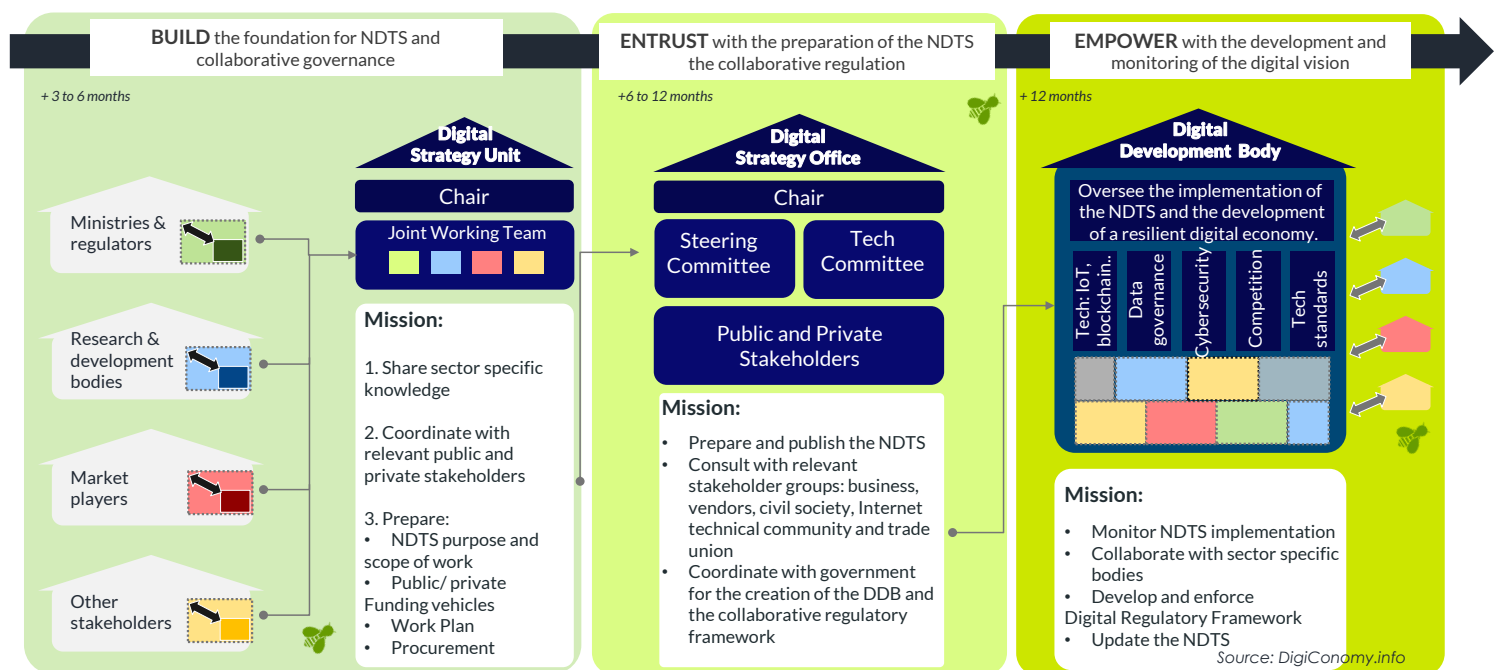 BUILD the foundation for NDTS and
collaborative governance
ENTRUST with the preparation of the NDTS
the collaborative regulation
EMPOWER with the development and
monitoring of the digital vision
+ 3 to 6 months
+6 to 12 months
+ 12 months
Ministries &
regulators
Research &
development
bodies
Market
players
Other
stakeholders
Digital
Strategy Unit
Chair
Joint Working Team
Mission:
1. Share sector specific
knowledge
2. Coordinate with
relevant public and
private stakeholders
3. Prepare:
• NDTS purpose and
scope of work
• Public/ private
Funding vehicles
• Work Plan
• Procurement
Digital
Strategy Office
Chair
Steering
Committee
Tech
Committee
Public and Private
Stakeholders
Mission:
• Prepare and publish the NDTS
• Consult with relevant
stakeholder groups: business,
vendors, civil society, Internet
technical community and trade
union
• Coordinate with government
for the creation of the DDB and
the collaborative regulatory
framework
Digital
Development Body
Oversee the implementation of
the NDTS and the development
of a resilient digital economy.
Tech: IoT,
blockchain..
Data
governance
Cybersecurity
Competition
Tech
standards
Mission:
• Monitor NDTS implementation
• Collaborate with sector specific
bodies
• Develop and enforce
Digital Regulatory Framework
• Update the NDTS
Source: DigiConomy.info